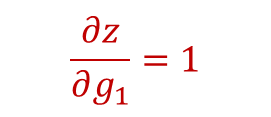 ∂z/∂g₁ = 1